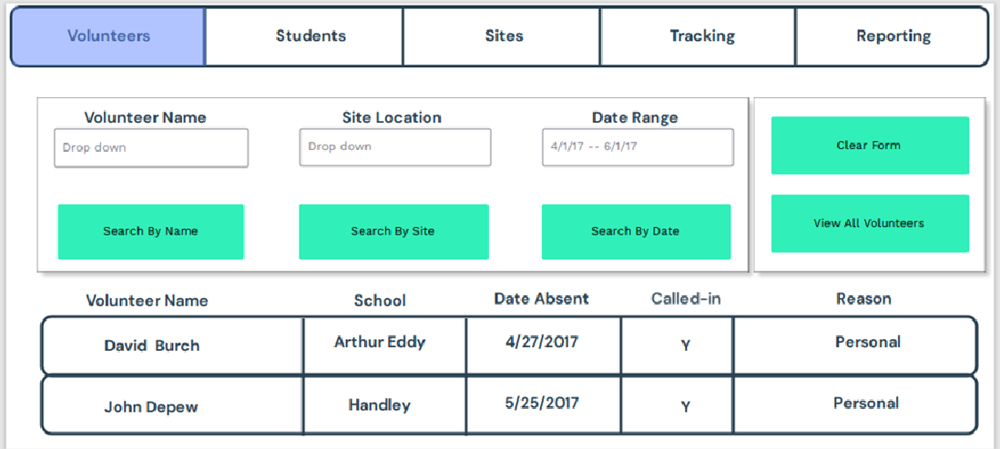 Volunteers Students Sites Tracking Reporting
Volunteer Name Site Location Date Range
Drop down Drop down 4/1/17 -- 6/1/17
Clear Form
Search By Name Search By Site Search By Date
View All Volunteers
Volunteer Name School Date Absent Called-in Reason
David Burch Arthur Eddy 4/27/2017 Y Personal
John Depew Handley 5/25/2017 Y Personal